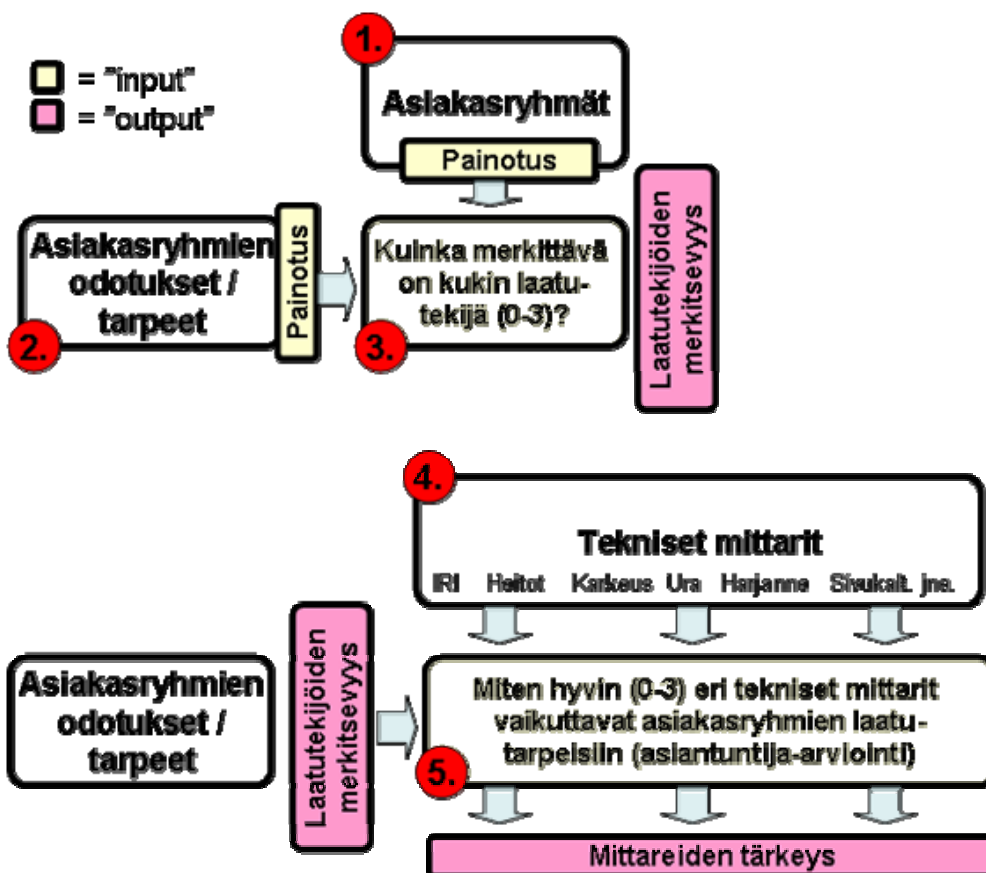 = "input"
= "output"
1.
Asiakasryhmät
Painotus
Asiakasryhmien
odotukset /
tarpeet
2.
Painotus
Kuinka merkittävä
on kukin laatu-
tekijä (0-3)?
3.
Laatutekijöiden
merkitsevyys
4.
Tekniset mittarit
IRI Heitot Karkeus Ura Harjanne Sivukalt. jne.
Asiakasryhmien
odotukset /
tarpeet
Laatutekijöiden
merkitsevyys
Miten hyvin (0-3) eri tekniset mittarit
vaikuttavat asiakasryhmien laatu-
tarpeisiin (asiantuntija-arviointi)
5.
Mittareiden tärkeys